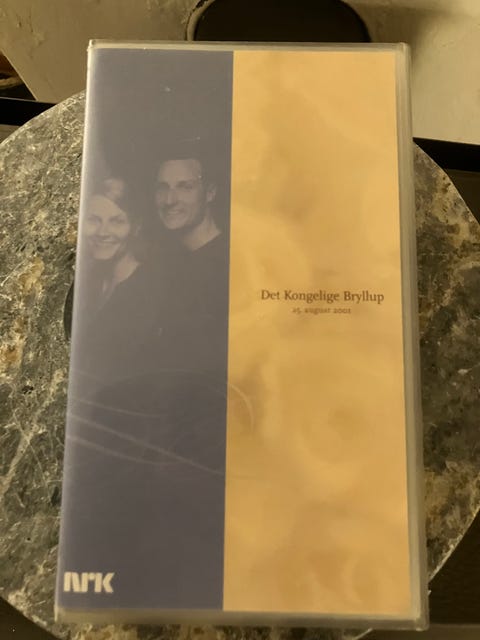 Det Kongelige Bryllup
25. august 2001
NRK